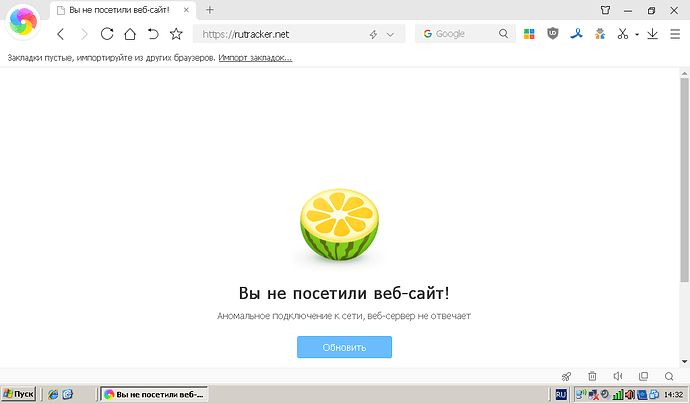 Вы не посетили веб-сайт!
https://rutracker.net
Google
Закладки пустые, импортируйте из других браузеров. Импорт закладок...
Вы не посетили веб-сайт!
Аномальное подключение к сети, веб-сервер не отвечает
Обновить
Пуск
Вы не посетили веб-...
RU
14:32